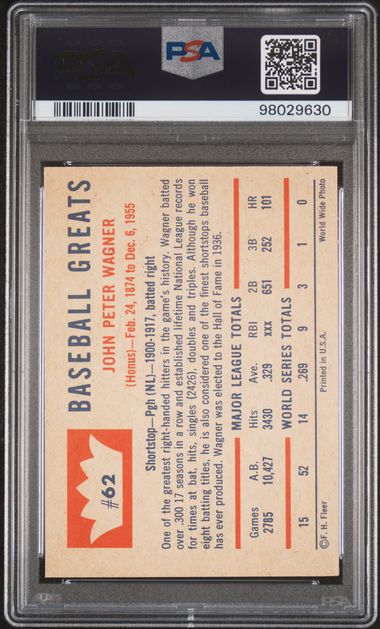 PSA
98029630
#62
BASEBALL GREATS
JOHN PETER WAGNER
(Honus)—Feb. 24, 1874 to Dec. 6, 1955
Shortstop—Pgh (NL)—1900-1917, batted right
One of the greatest right-handed hitters in the game's history. Wagner batted
over .300 17 seasons in a row and established lifetime National League records
for times at bat, hits, singles (2426), doubles and triples. Although he won
eight batting titles, he is also considered one of the finest shortstops baseball
has ever produced. Wagner was elected to the Hall of Fame in 1936.
MAJOR LEAGUE TOTALS
Games A.B. Hits Ave. RBI 2B 3B HR
2785 10,427 3430 .329 xxx 651 252 101
WORLD SERIES TOTALS
15 52 14 .269 9 3 1 0
©F. H. Fleer Printed in U.S.A. World Wide Photo